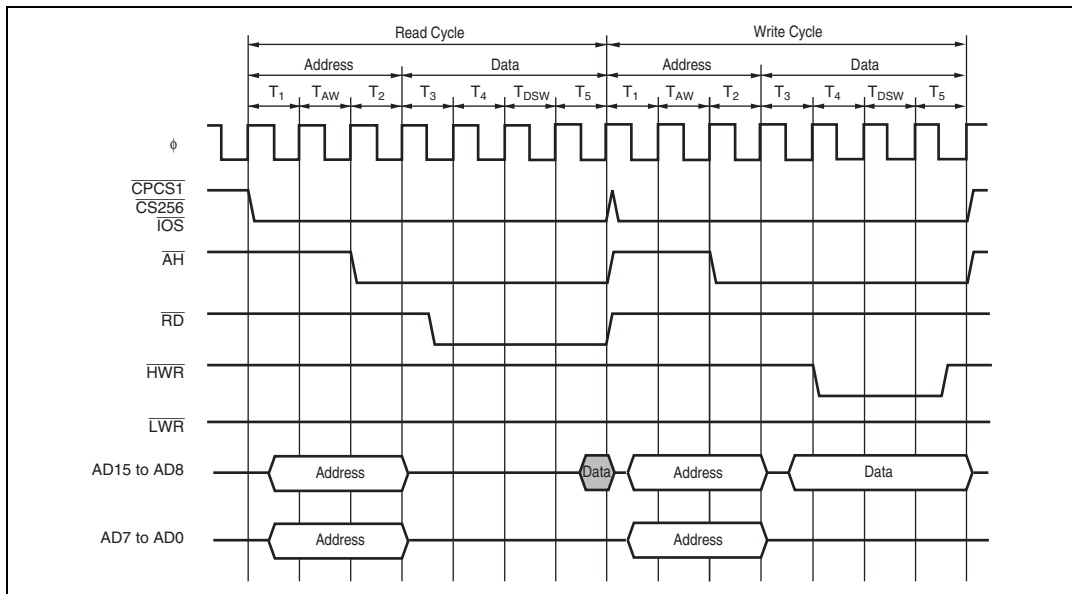 Read Cycle Write Cycle
Address Data Address Data
T1 TAW T2 T3 T4 TDSW T5 T1 TAW T2 T3 T4 TDSW T5
ϕ
CPCS1
CS256
IOS
AH
RD
HWR
LWR
AD15 to AD8 Address Data Address Data
AD7 to AD0 Address Address